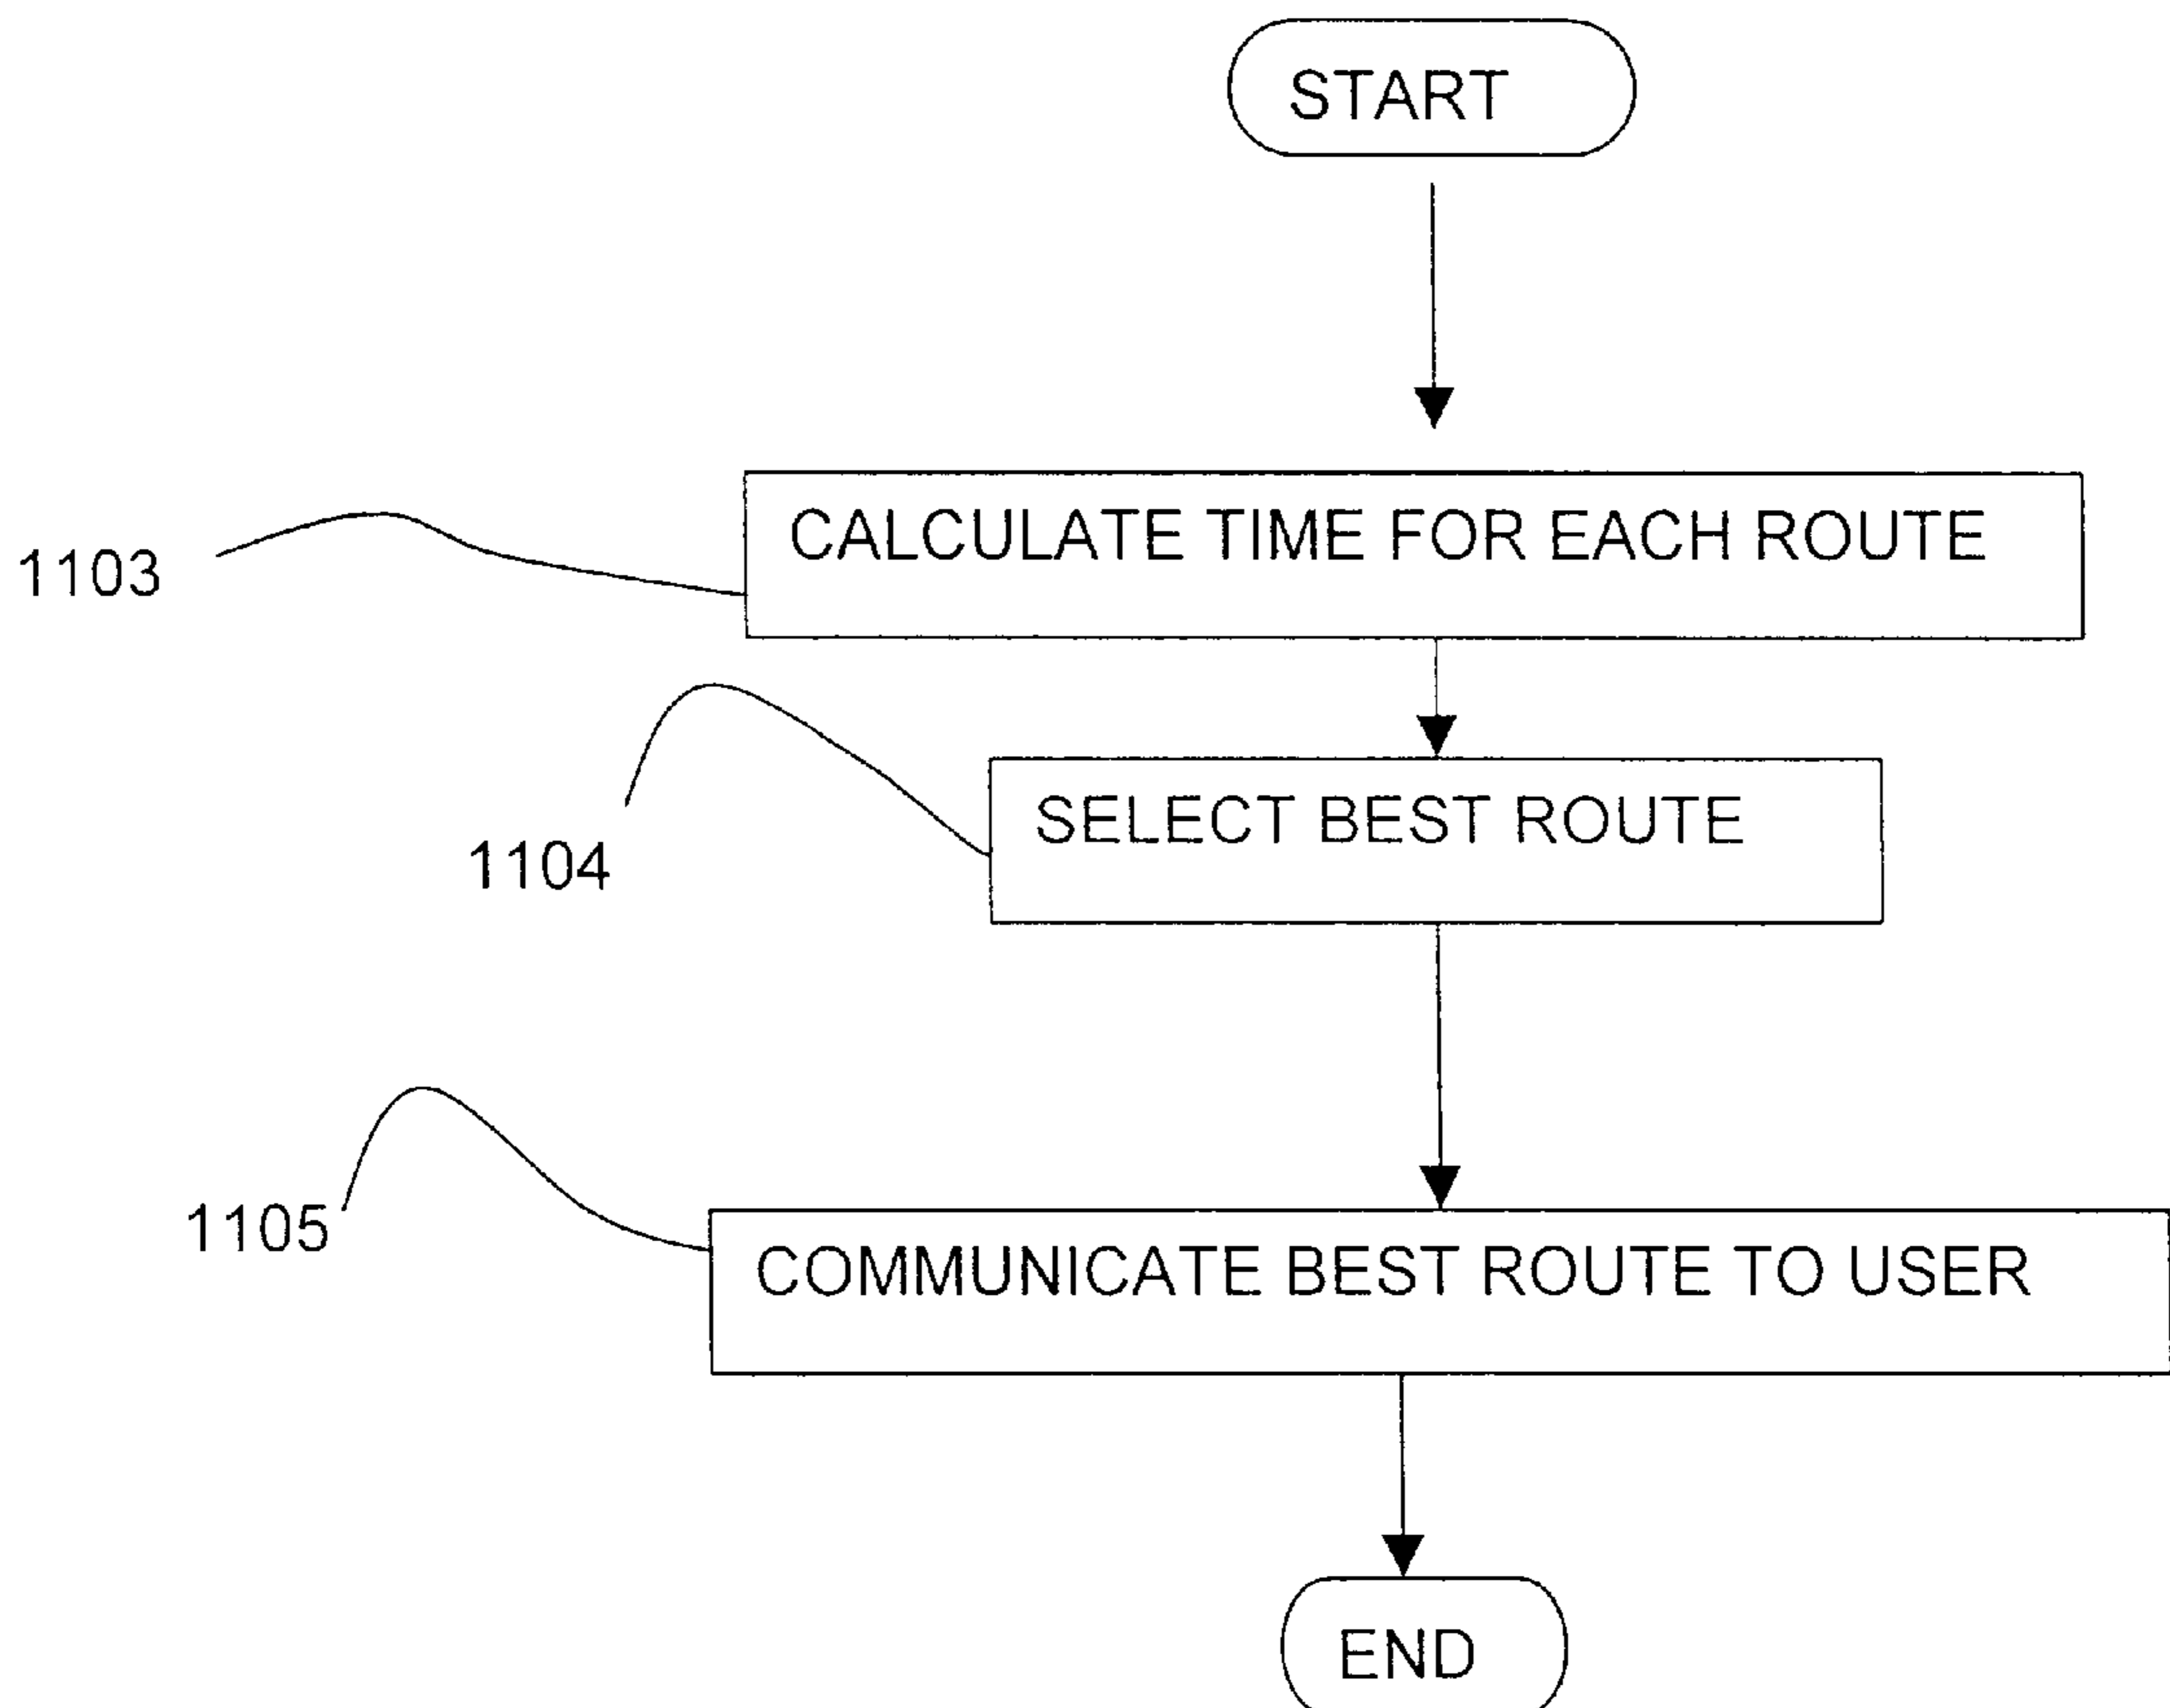 START
CALCULATE TIME FOR EACH ROUTE
1103
SELECT BEST ROUTE
1104
1105
COMMUNICATE BEST ROUTE TO USER
END